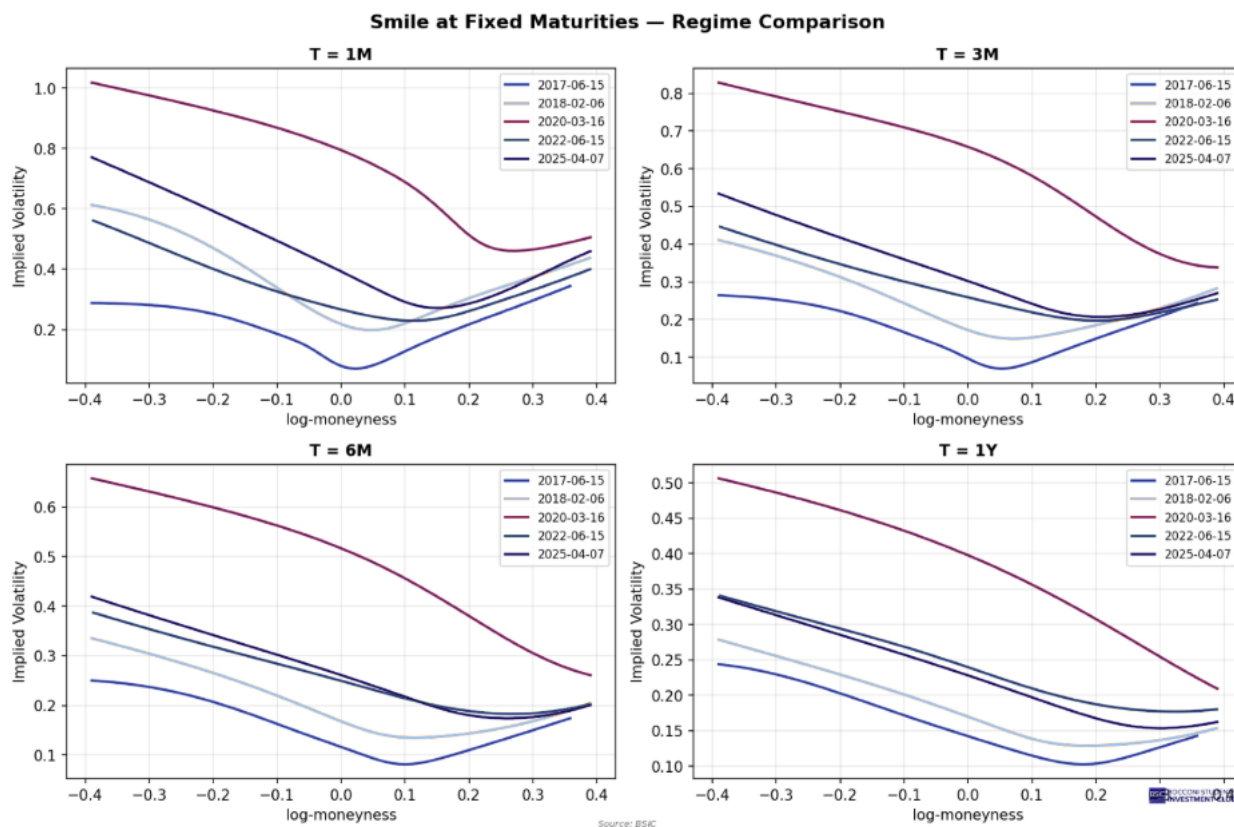 Smile at Fixed Maturities — Regime Comparison
T = 1M
1.0
0.8
0.6
0.4
0.2
Implied Volatility
−0.4 −0.3 −0.2 −0.1 0.0 0.1 0.2 0.3 0.4
log-moneyness
2017-06-15
2018-02-06
2020-03-16
2022-06-15
2025-04-07
T = 3M
0.8
0.7
0.6
0.5
0.4
0.3
0.2
0.1
Implied Volatility
−0.4 −0.3 −0.2 −0.1 0.0 0.1 0.2 0.3 0.4
log-moneyness
2017-06-15
2018-02-06
2020-03-16
2022-06-15
2025-04-07
T = 6M
0.6
0.5
0.4
0.3
0.2
0.1
Implied Volatility
−0.4 −0.3 −0.2 −0.1 0.0 0.1 0.2 0.3 0.4
log-moneyness
2017-06-15
2018-02-06
2020-03-16
2022-06-15
2025-04-07
T = 1Y
0.50
0.45
0.40
0.35
0.30
0.25
0.20
0.15
0.10
Implied Volatility
−0.4 −0.3 −0.2 −0.1 0.0 0.1 0.2
log-moneyness
2017-06-15
2018-02-06
2020-03-16
2022-06-15
2025-04-07
INVESTMENT
Source: BSIC